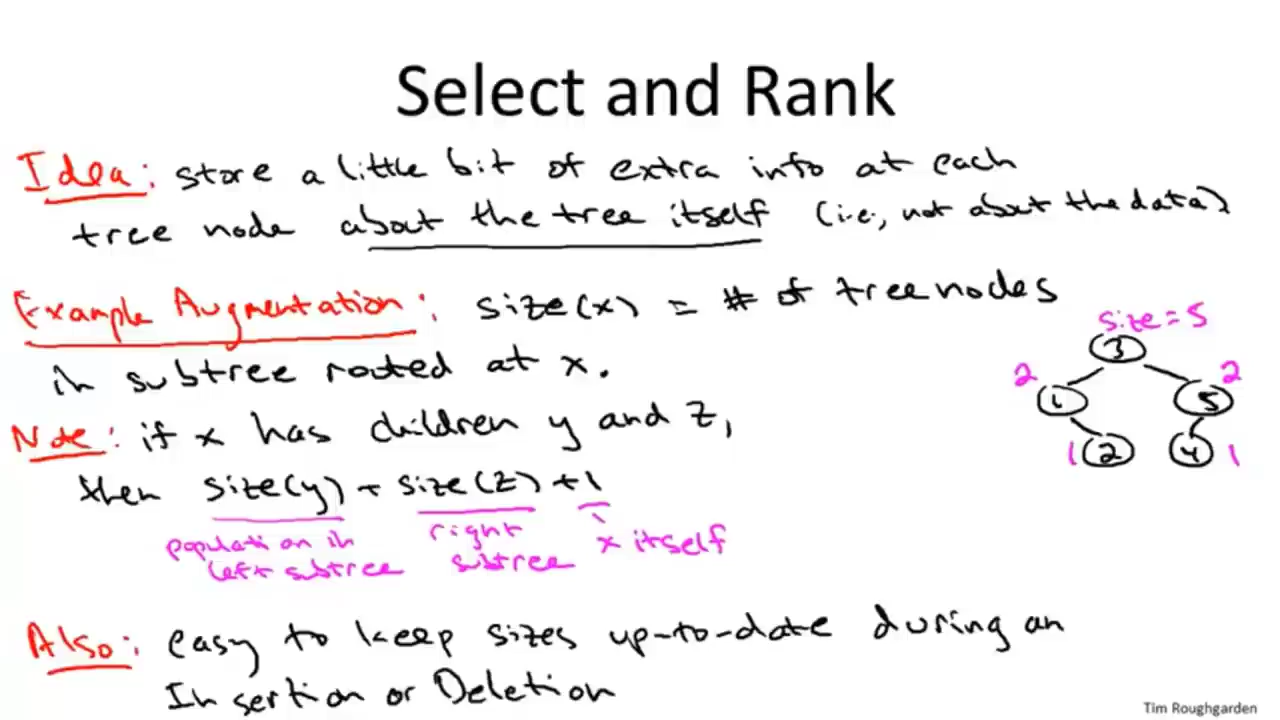 Select and Rank
Idea: store a little bit of extra info at each
tree node about the tree itself (i.e., not about the data)
Example Augmentation: size(x) = # of tree nodes
in subtree rooted at x.
size = 5
3
2
2
1
5
1
2
4
1
Note: if x has children y and z,
then size(y) + size(z) + 1
population in
left subtree
right
subtree
x itself
Also: easy to keep sizes up-to-date during an
Insertion or Deletion
Tim Roughgarden